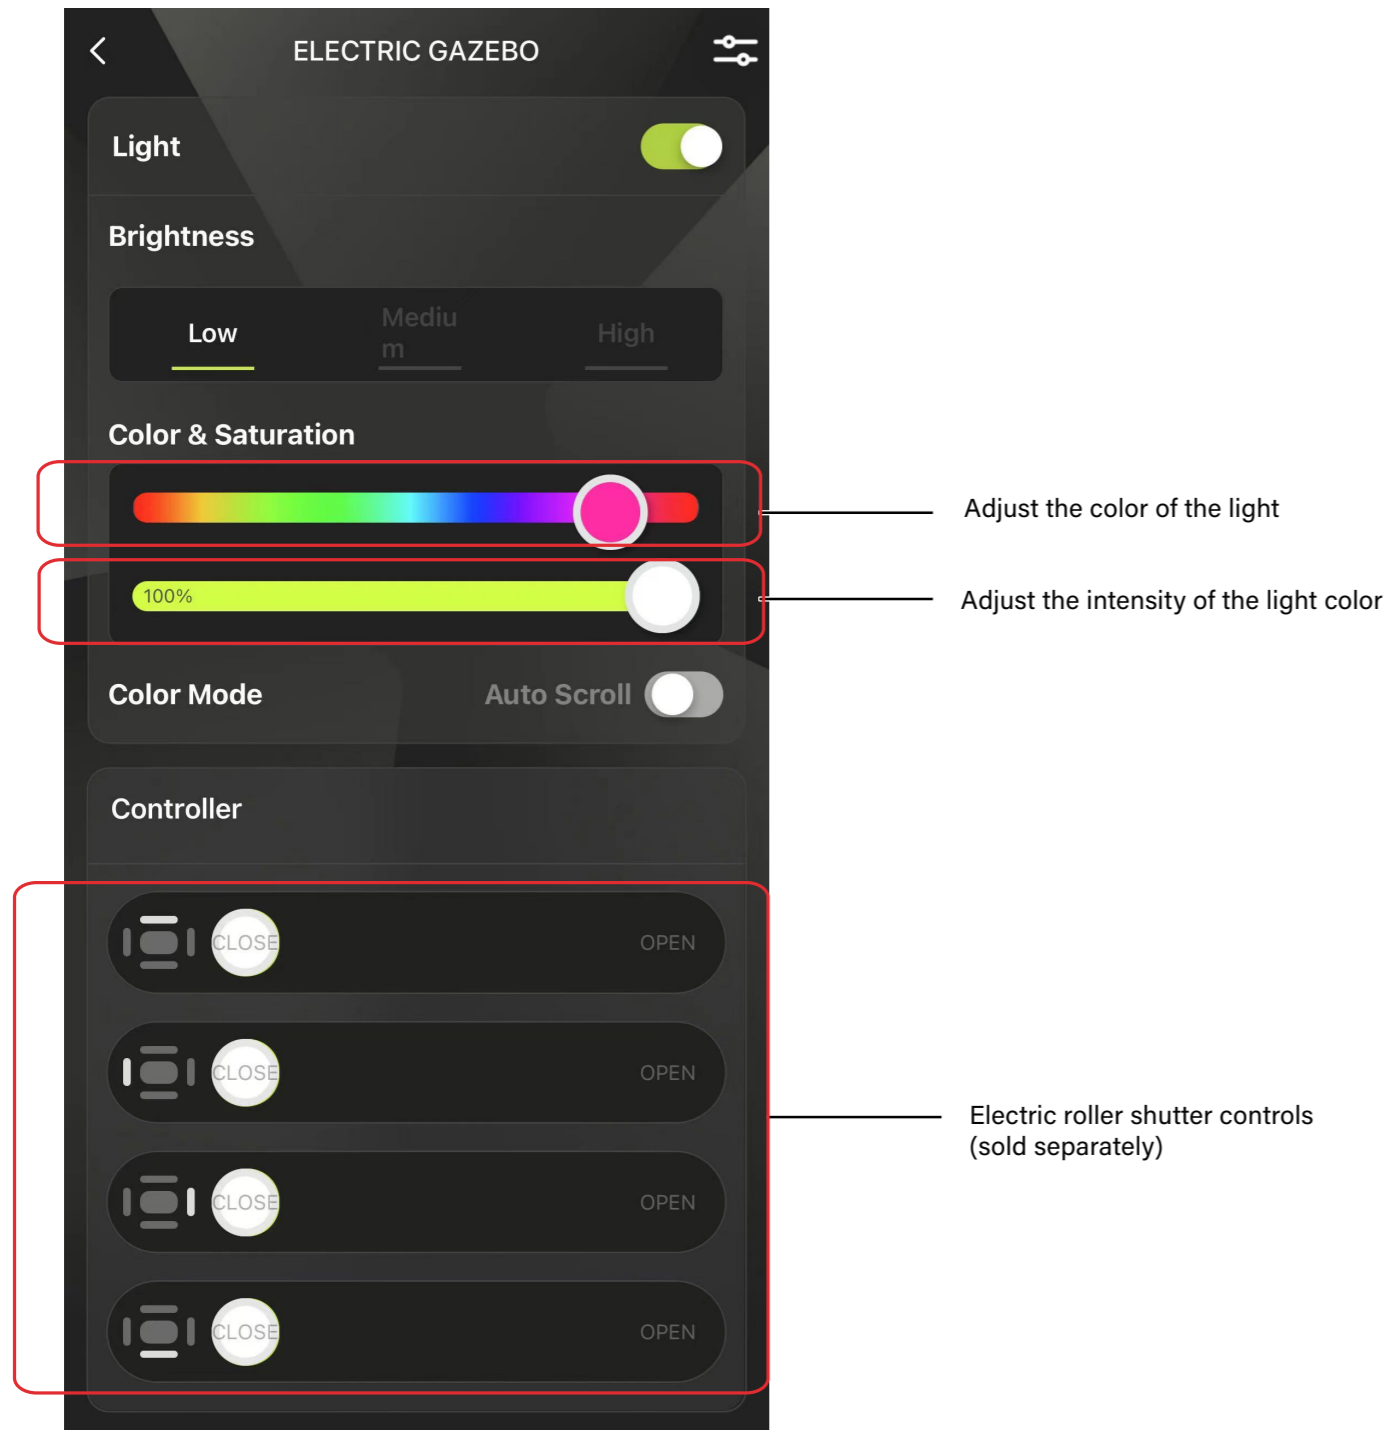 ELECTRIC GAZEBO
Light
Brightness
Low
Mediu
m
High
Color & Saturation
Adjust the color of the light
100%
Adjust the intensity of the light color
Color Mode
Auto Scroll
Controller
CLOSE
OPEN
CLOSE
OPEN
Electric roller shutter controls
(sold separately)
CLOSE
OPEN
CLOSE
OPEN